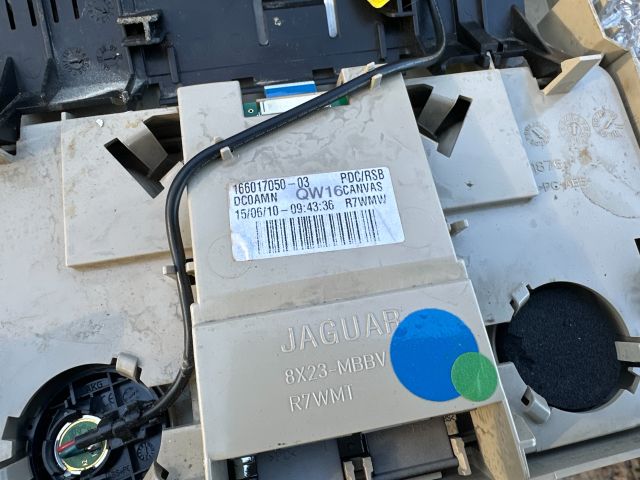 166017050-03 PDC/RSB
DC0AMN QW16 CANVAS
15/06/10-09:43:36 R7WMW
JAGUAR
8X23-MBBV
R7WM1